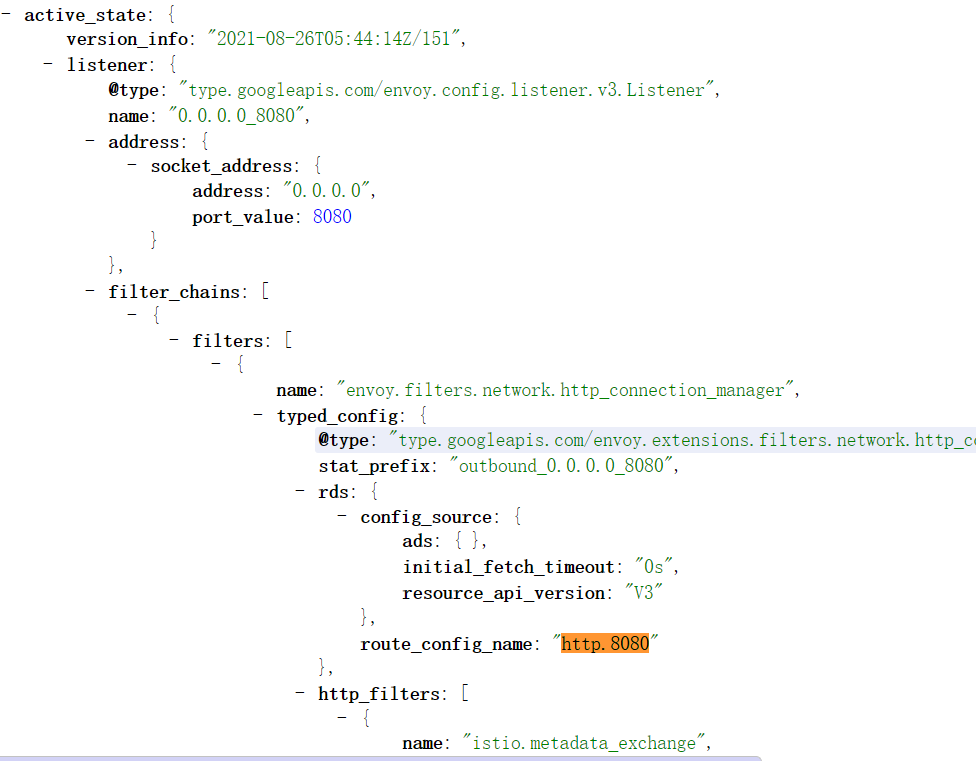 - active_state: {
version_info: "2021-08-26T05:44:14Z/151",
- listener: {
@type: "type.googleapis.com/envoy.config.listener.v3.Listener",
name: "0.0.0.0_8080",
- address: {
- socket_address: {
address: "0.0.0.0",
port_value: 8080
}
},
- filter_chains: [
- {
- filters: [
- {
name: "envoy.filters.network.http_connection_manager",
- typed_config: {
@type: "type.googleapis.com/envoy.extensions.filters.network.http_c
stat_prefix: "outbound_0.0.0.0_8080",
- rds: {
- config_source: {
ads: { },
initial_fetch_timeout: "0s",
resource_api_version: "V3"
},
route_config_name: "http.8080"
},
- http_filters: [
- {
name: "istio.metadata_exchange",